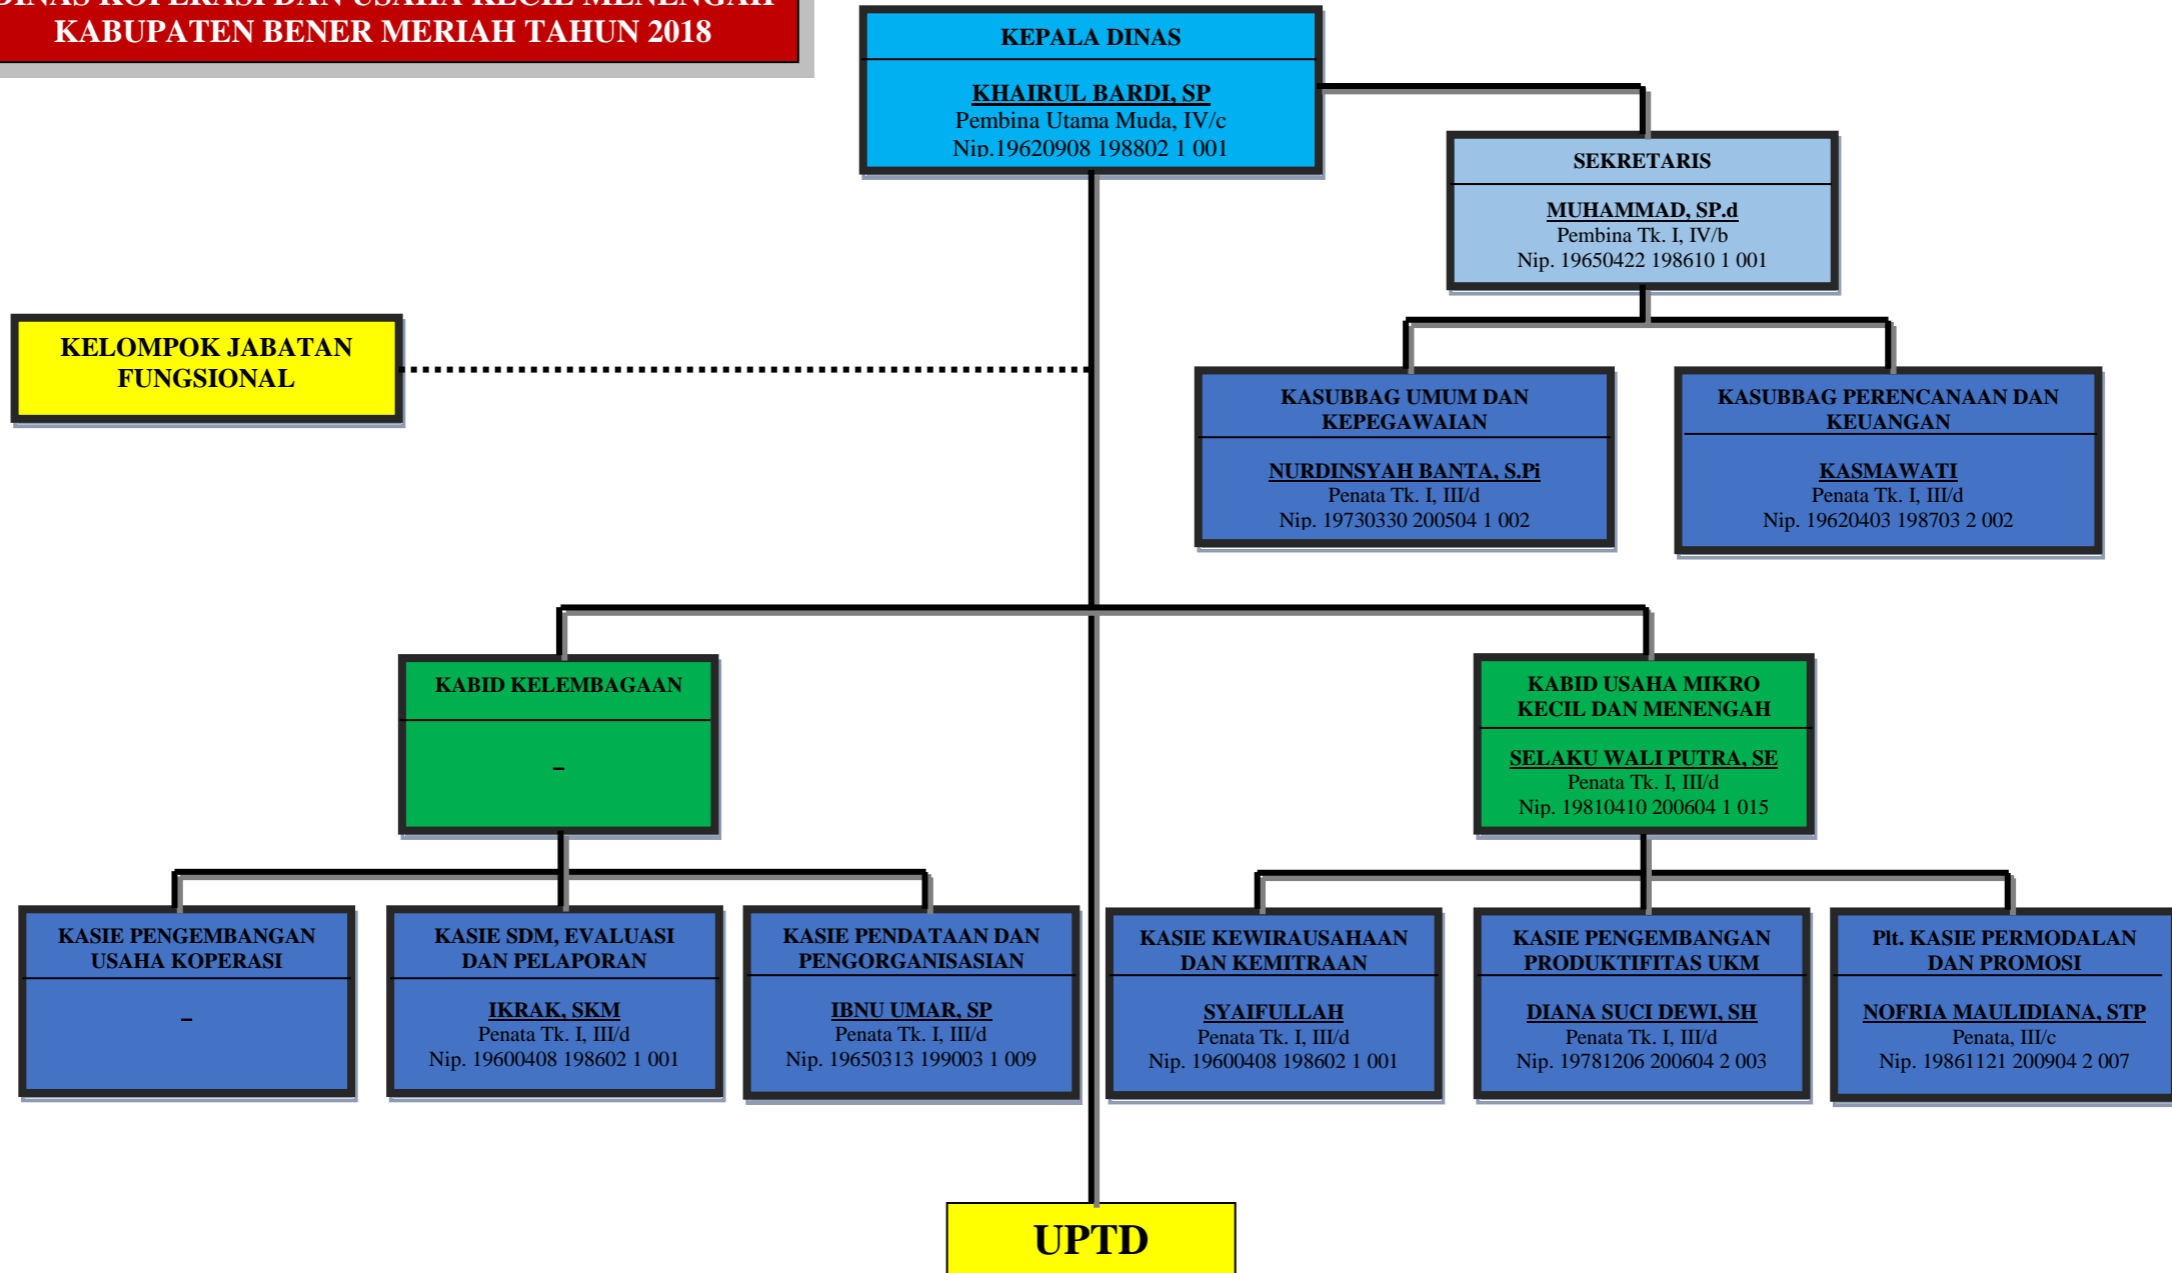 DINAS KOPERASI DAN USAHA KECIL MENENGAH
KABUPATEN BENER MERIAH TAHUN 2018
KEPALA DINAS
KHAIRUL BARDI, SP
Pembina Utama Muda, IV/c
Nip.19620908 198802 1 001
SEKRETARIS
MUHAMMAD, SP.d
Pembina Tk. I, IV/b
Nip. 19650422 198610 1 001
KELOMPOK JABATAN
FUNGSIONAL
KASUBBAG UMUM DAN
KEPEGAWAIAN
NURDINSYAH BANTA, S.Pi
Penata Tk. I, III/d
Nip. 19730330 200504 1 002
KASUBBAG PERENCANAAN DAN
KEUANGAN
KASMAWATI
Penata Tk. I, III/d
Nip. 19620403 198703 2 002
KABID KELEMBAGAAN
–
KABID USAHA MIKRO
KECIL DAN MENENGAH
SELAKU WALI PUTRA, SE
Penata Tk. I, III/d
Nip. 19810410 200604 1 015
KASIE PENGEMBANGAN
USAHA KOPERASI
–
KASIE SDM, EVALUASI
DAN PELAPORAN
IKRAK, SKM
Penata Tk. I, III/d
Nip. 19600408 198602 1 001
KASIE PENDATAAN DAN
PENGORGANISASIAN
IBNU UMAR, SP
Penata Tk. I, III/d
Nip. 19650313 199003 1 009
KASIE KEWIRAUSAHAAN
DAN KEMITRAAN
SYAIFULLAH
Penata Tk. I, III/d
Nip. 19600408 198602 1 001
KASIE PENGEMBANGAN
PRODUKTIFITAS UKM
DIANA SUCI DEWI, SH
Penata Tk. I, III/d
Nip. 19781206 200604 2 003
Plt. KASIE PERMODALAN
DAN PROMOSI
NOFRIA MAULIDIANA, STP
Penata, III/c
Nip. 19861121 200904 2 007
UPTD